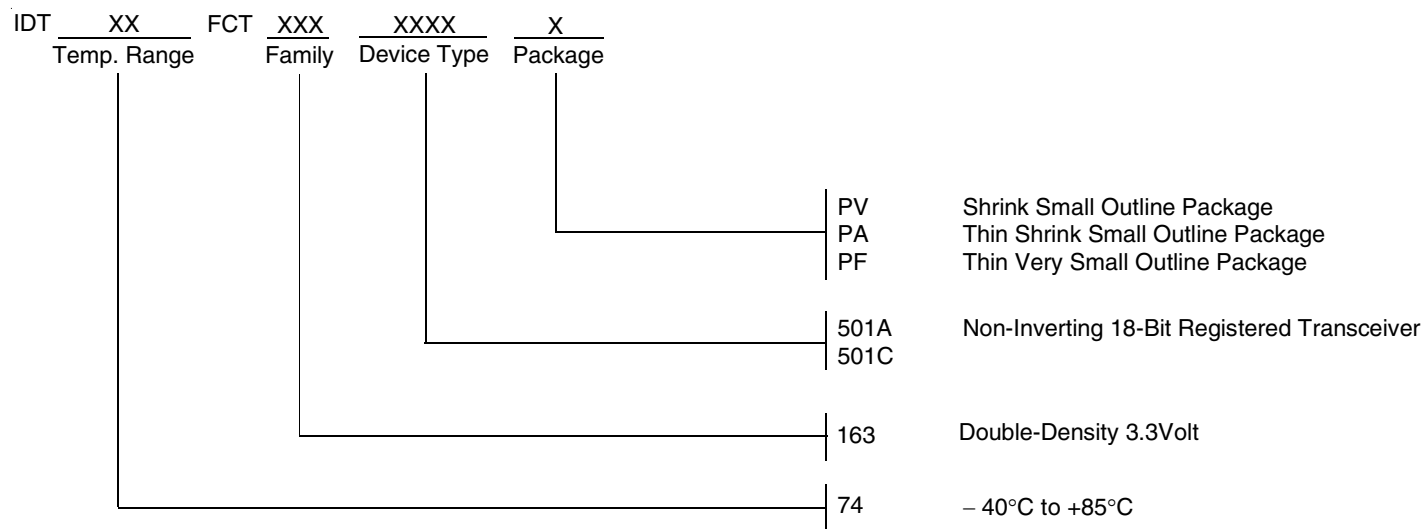 IDT XX FCT XXX XXXX X
Temp. Range Family Device Type Package
PV Shrink Small Outline Package
PA Thin Shrink Small Outline Package
PF Thin Very Small Outline Package
501A Non-Inverting 18-Bit Registered Transceiver
501C
163 Double-Density 3.3Volt
74 – 40°C to +85°C